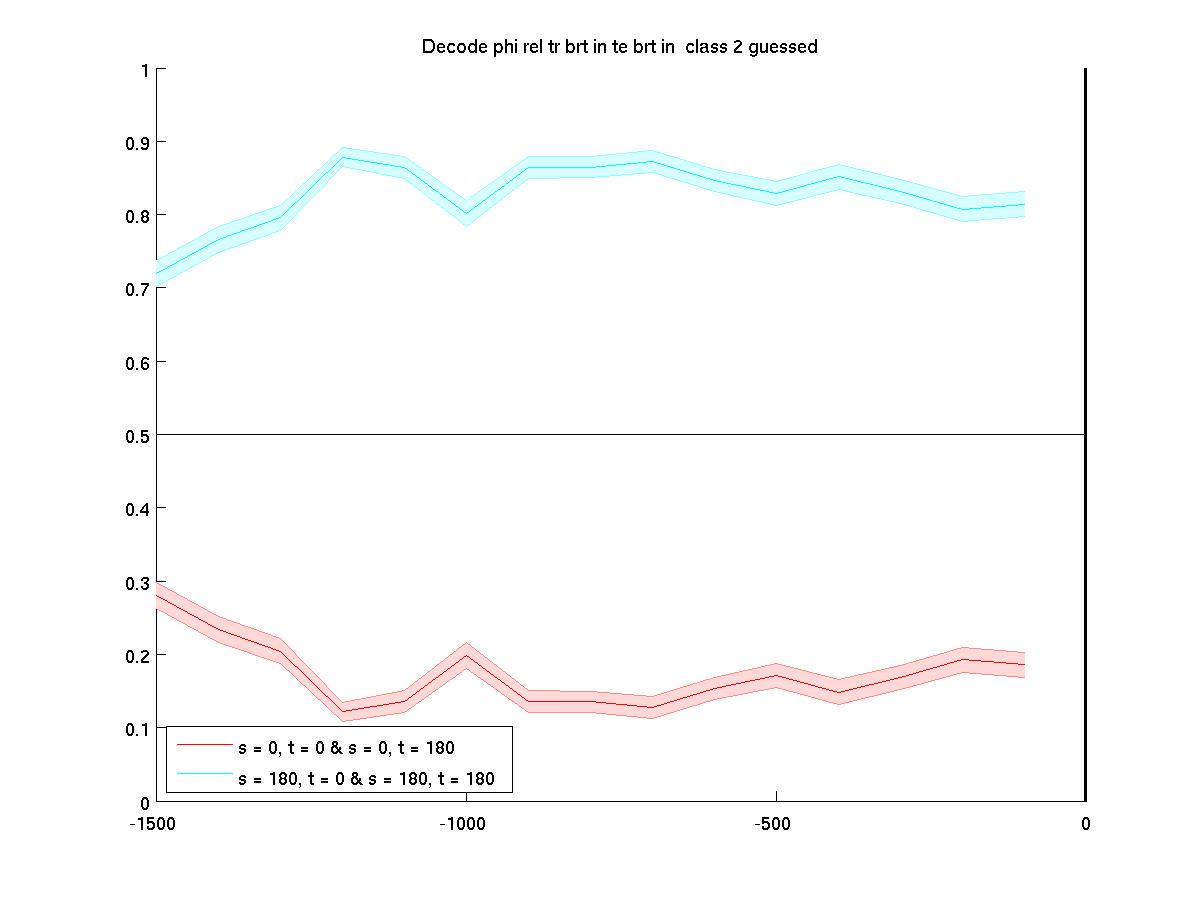 Decode phi rel tr brt in te brt in  class 2 guessed
1
0.9
0.8
0.7
0.6
0.5
0.4
0.3
0.2
0.1
0
s = 0, t = 0 & s = 0, t = 180
s = 180, t = 0 & s = 180, t = 180
-1500 -1000 -500 0